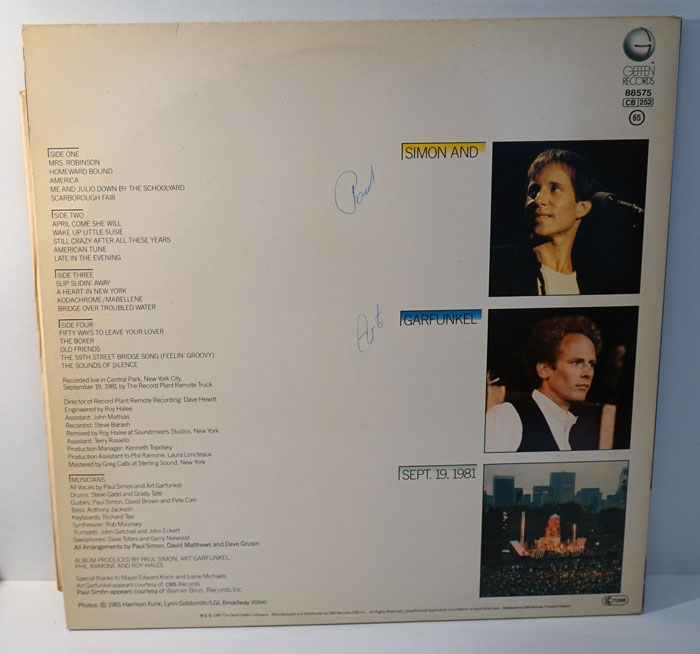 GEFFEN
RECORDS
88575
CB 252
65
SIDE ONE
MRS. ROBINSON
HOMEWARD BOUND
AMERICA
ME AND JULIO DOWN BY THE SCHOOLYARD
SCARBOROUGH FAIR
SIDE TWO
APRIL COME SHE WILL
WAKE UP LITTLE SUSIE
STILL CRAZY AFTER ALL THESE YEARS
AMERICAN TUNE
LATE IN THE EVENING
SIDE THREE
SLIP SLIDIN' AWAY
A HEART IN NEW YORK
KODACHROME/MABELLENE
BRIDGE OVER TROUBLED WATER
SIDE FOUR
FIFTY WAYS TO LEAVE YOUR LOVER
THE BOXER
OLD FRIENDS
THE 59TH STREET BRIDGE SONG (FEELIN' GROOVY)
THE SOUNDS OF SILENCE
Recorded live in Central Park, New York City,
September 19, 1981 by The Record Plant Remote Truck
Director of Record Plant Remote Recording: Dave Hewitt
Engineered by Roy Halee
Assistant: John Mathias
Recordist: Steve Barash
Remixed by Roy Halee at Soundmixers Studios, New York
Assistant: Terry Rosiello
Production Manager: Kenneth Topolsky
Production Assistant to Phil Ramone: Laura Loncteaux
Mastered by Greg Calbi at Sterling Sound, New York
MUSICIANS
All Vocals by Paul Simon and Art Garfunkel
Drums: Steve Gadd and Grady Tate
Guitars: Paul Simon, David Brown and Pete Carr
Bass: Anthony Jackson
Keyboards: Richard Tee
Synthesizer: Rob Mounsey
Trumpets: John Gatchell and John Eckert
Saxophones: Dave Tofani and Gerry Niewood
All Arrangements by Paul Simon, David Matthews and Dave Grusin
ALBUM PRODUCED BY PAUL SIMON, ART GARFUNKEL,
PHIL RAMONE AND ROY HALEE
Special thanks to Mayor Edward Koch and Lorne Michaels
Art Garfunkel appears courtesy of CBS Records
Paul Simon appears courtesy of Warner Bros. Records Inc.
Photos: © 1981 Harrison Funk, Lynn Goldsmith/LGI, Broadway Video
Paul
Art
SIMON AND
GARFUNKEL
SEPT. 19, 1981